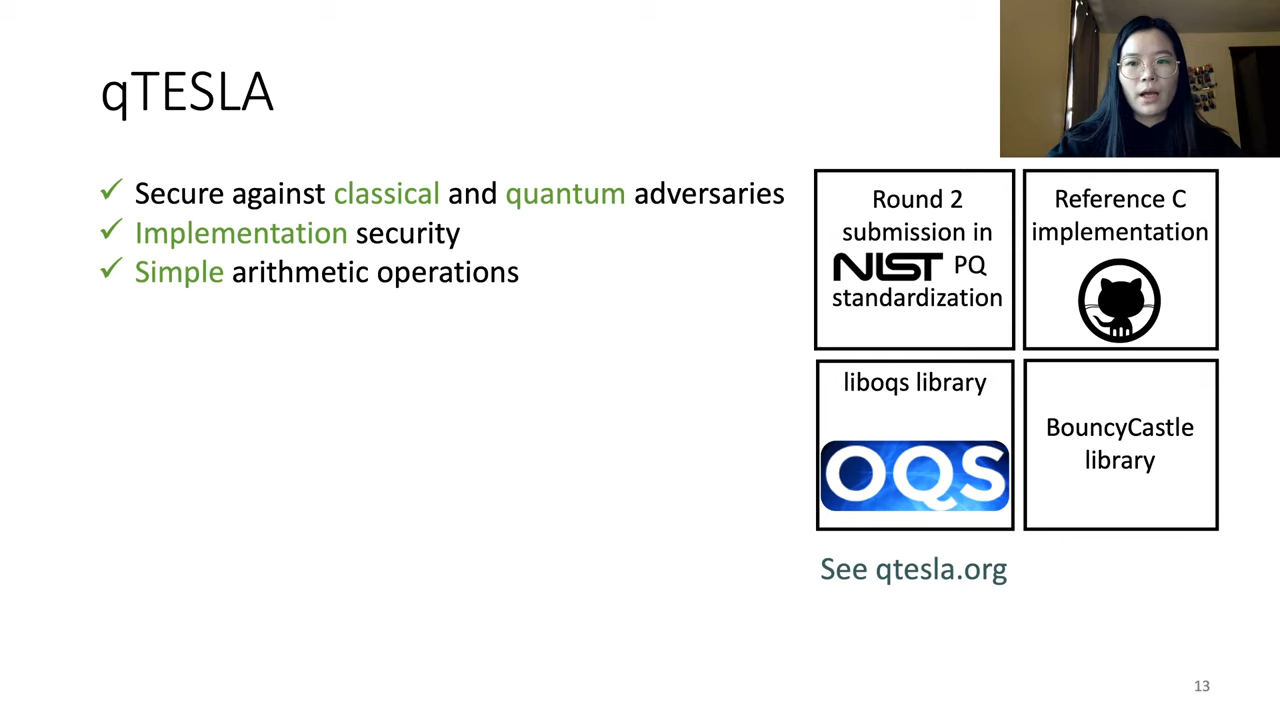 qTESLA
✓ Secure against classical and quantum adversaries
✓ Implementation security
✓ Simple arithmetic operations
Round 2
submission in
NIST PQ
standardization
Reference C
implementation
liboqs library
OQS
BouncyCastle
library
See qtesla.org
13